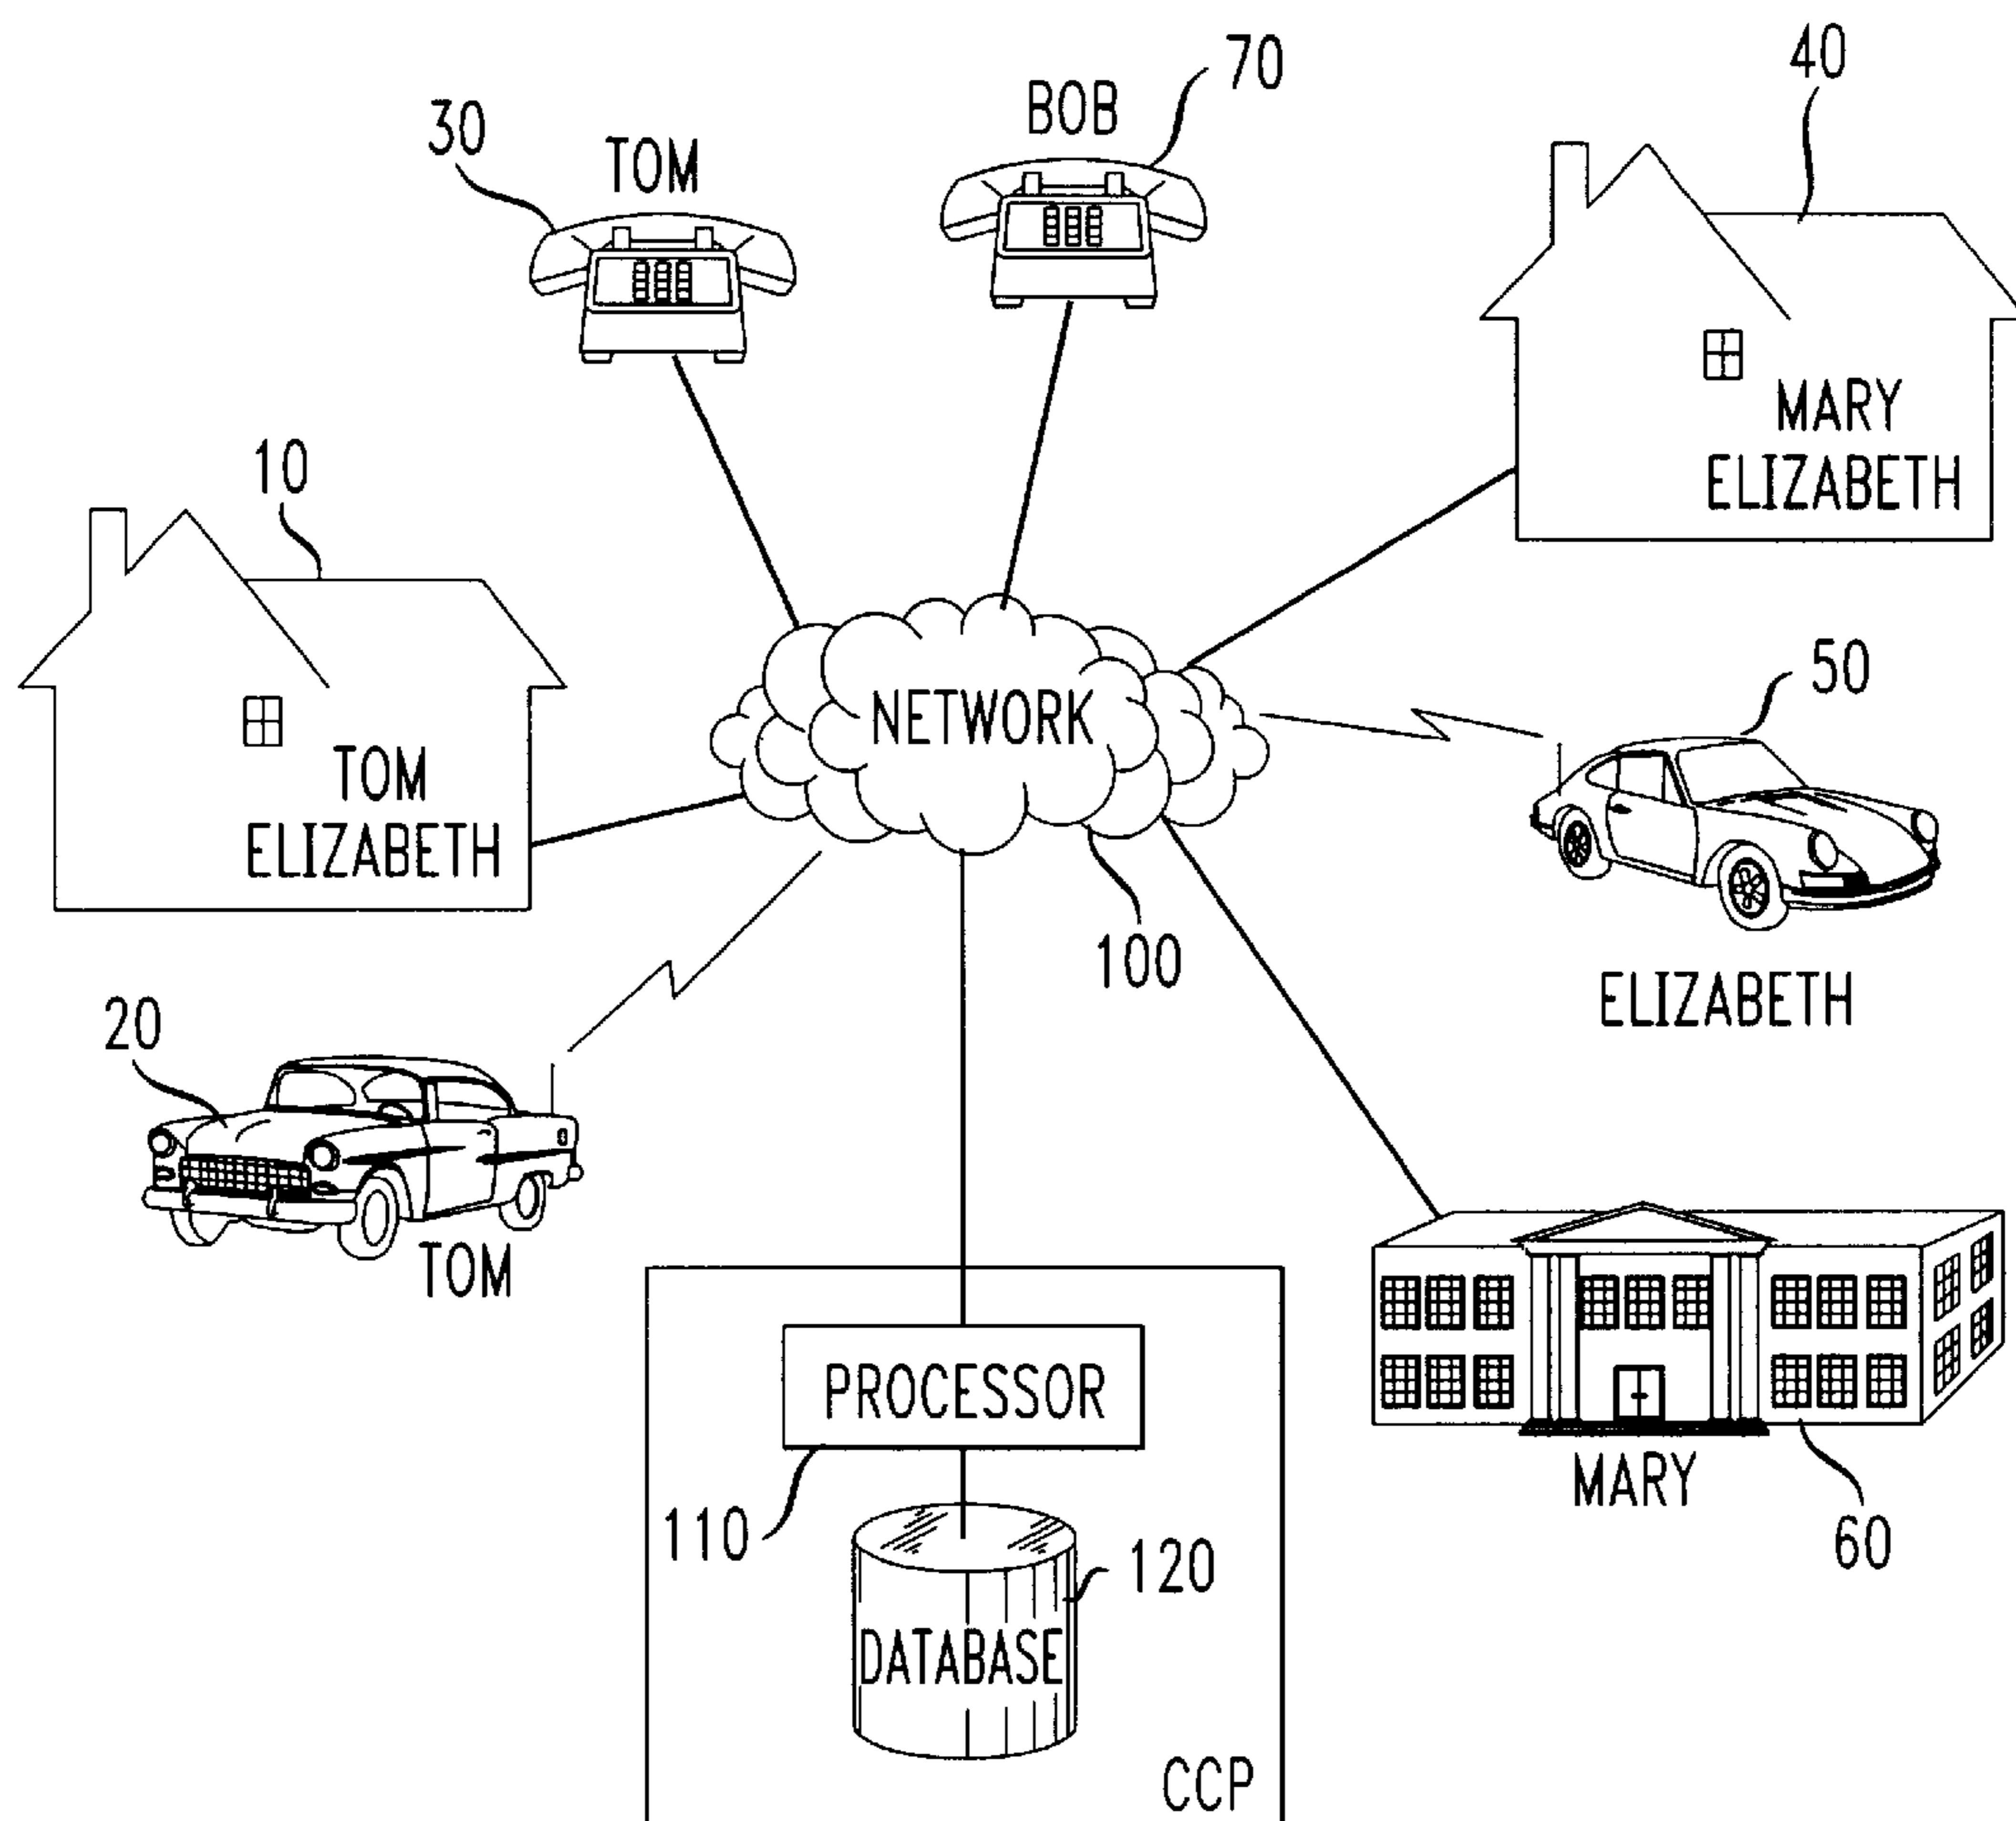 40
70
BOB
30
TOM
MARY
ELIZABETH
10
50
NETWORK
TOM
ELIZABETH
100
ELIZABETH
20
TOM
PROCESSOR
MARY
110
60
120
DATABASE
CCP